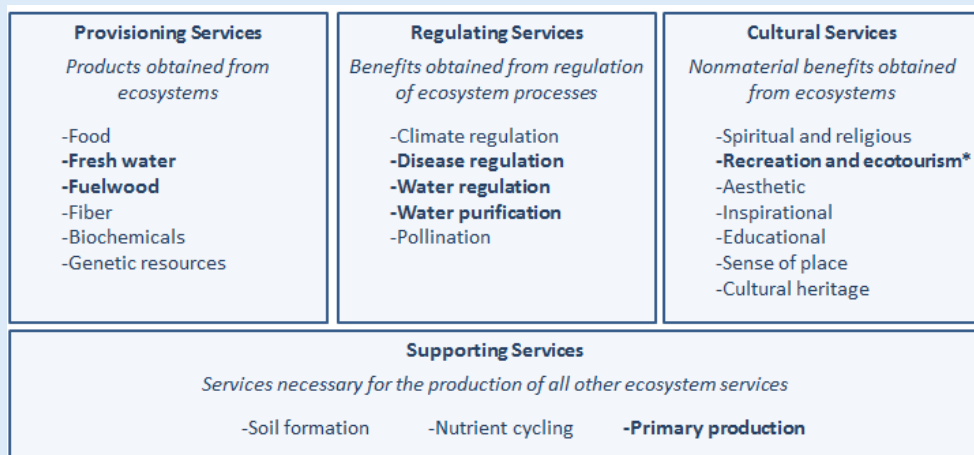 Provisioning Services
Products obtained from
ecosystems
-Food
-Fresh water
-Fuelwood
-Fiber
-Biochemicals
-Genetic resources
Regulating Services
Benefits obtained from regulation
of ecosystem processes
-Climate regulation
-Disease regulation
-Water regulation
-Water purification
-Pollination
Cultural Services
Nonmaterial benefits obtained
from ecosystems
-Spiritual and religious
-Recreation and ecotourism*
-Aesthetic
-Inspirational
-Educational
-Sense of place
-Cultural heritage
Supporting Services
Services necessary for the production of all other ecosystem services
-Soil formation -Nutrient cycling -Primary production